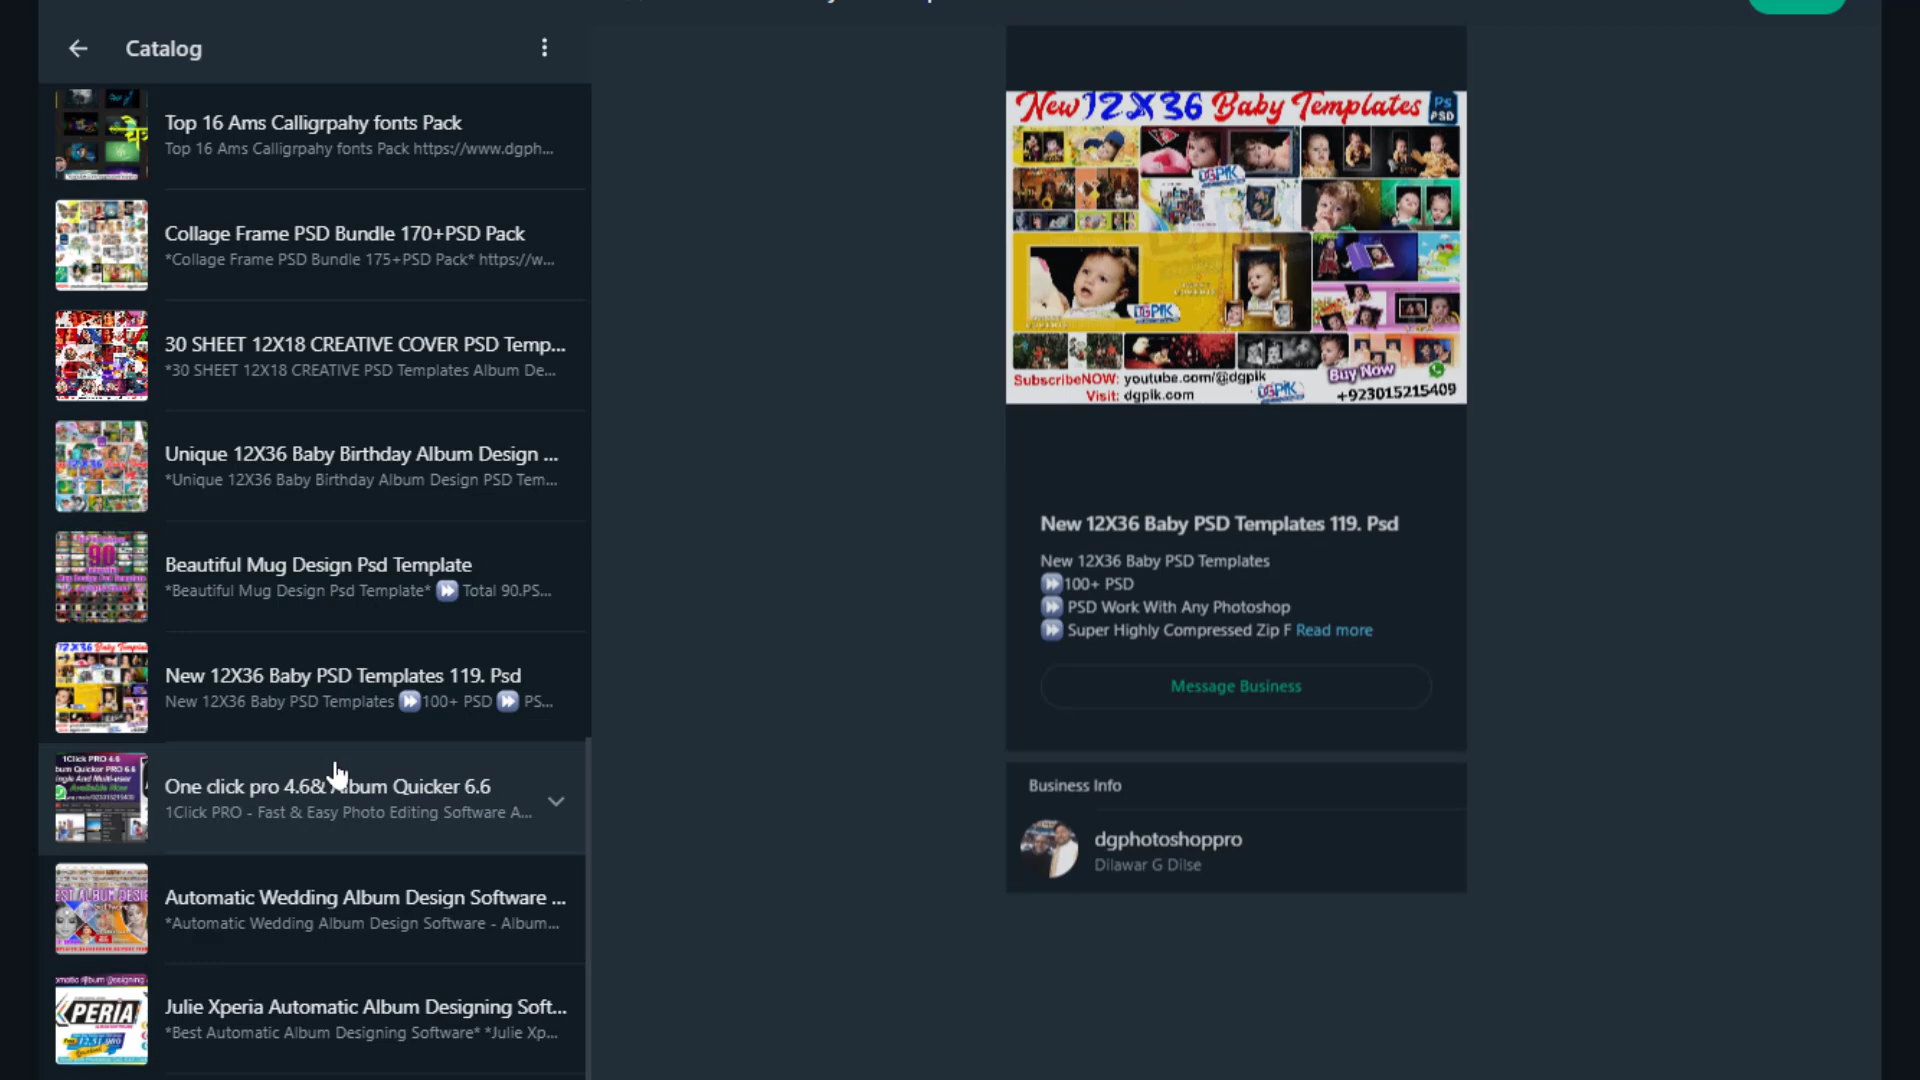 Catalog
Top 16 Ams Calligrpahy fonts Pack
Top 16 Ams Calligrpahy fonts Pack https://www.dgph...
Collage Frame PSD Bundle 170+PSD Pack
*Collage Frame PSD Bundle 175+PSD Pack* https://w...
30 SHEET 12X18 CREATIVE COVER PSD Temp...
*30 SHEET 12X18 CREATIVE PSD Templates Album De...
Unique 12X36 Baby Birthday Album Design ...
*Unique 12X36 Baby Birthday Album Design PSD Tem...
Beautiful Mug Design Psd Template
*Beautiful Mug Design Psd Template* ⏩ Total 90.PS...
New 12X36 Baby PSD Templates 119. Psd
New 12X36 Baby PSD Templates ⏩100+ PSD ⏩ PS...
One click pro 4.6& Album Quicker 6.6
1Click PRO - Fast & Easy Photo Editing Software A...
Automatic Wedding Album Design Software ...
*Automatic Wedding Album Design Software - Album...
Julie Xperia Automatic Album Designing Soft...
*Best Automatic Album Designing Software* *Julie Xp...
New 12X36 Baby Templates
Ps
PSD
DGPIK
DGPIK
SubscribeNOW: youtube.com/@dgpik
Visit: dgpik.com
DGPIK
Buy Now
+923015215409
New 12X36 Baby PSD Templates 119. Psd
New 12X36 Baby PSD Templates
⏩100+ PSD
⏩ PSD Work With Any Photoshop
⏩ Super Highly Compressed Zip F Read more
Message Business
Business Info
dgphotoshoppro
Dilawar G Dilse